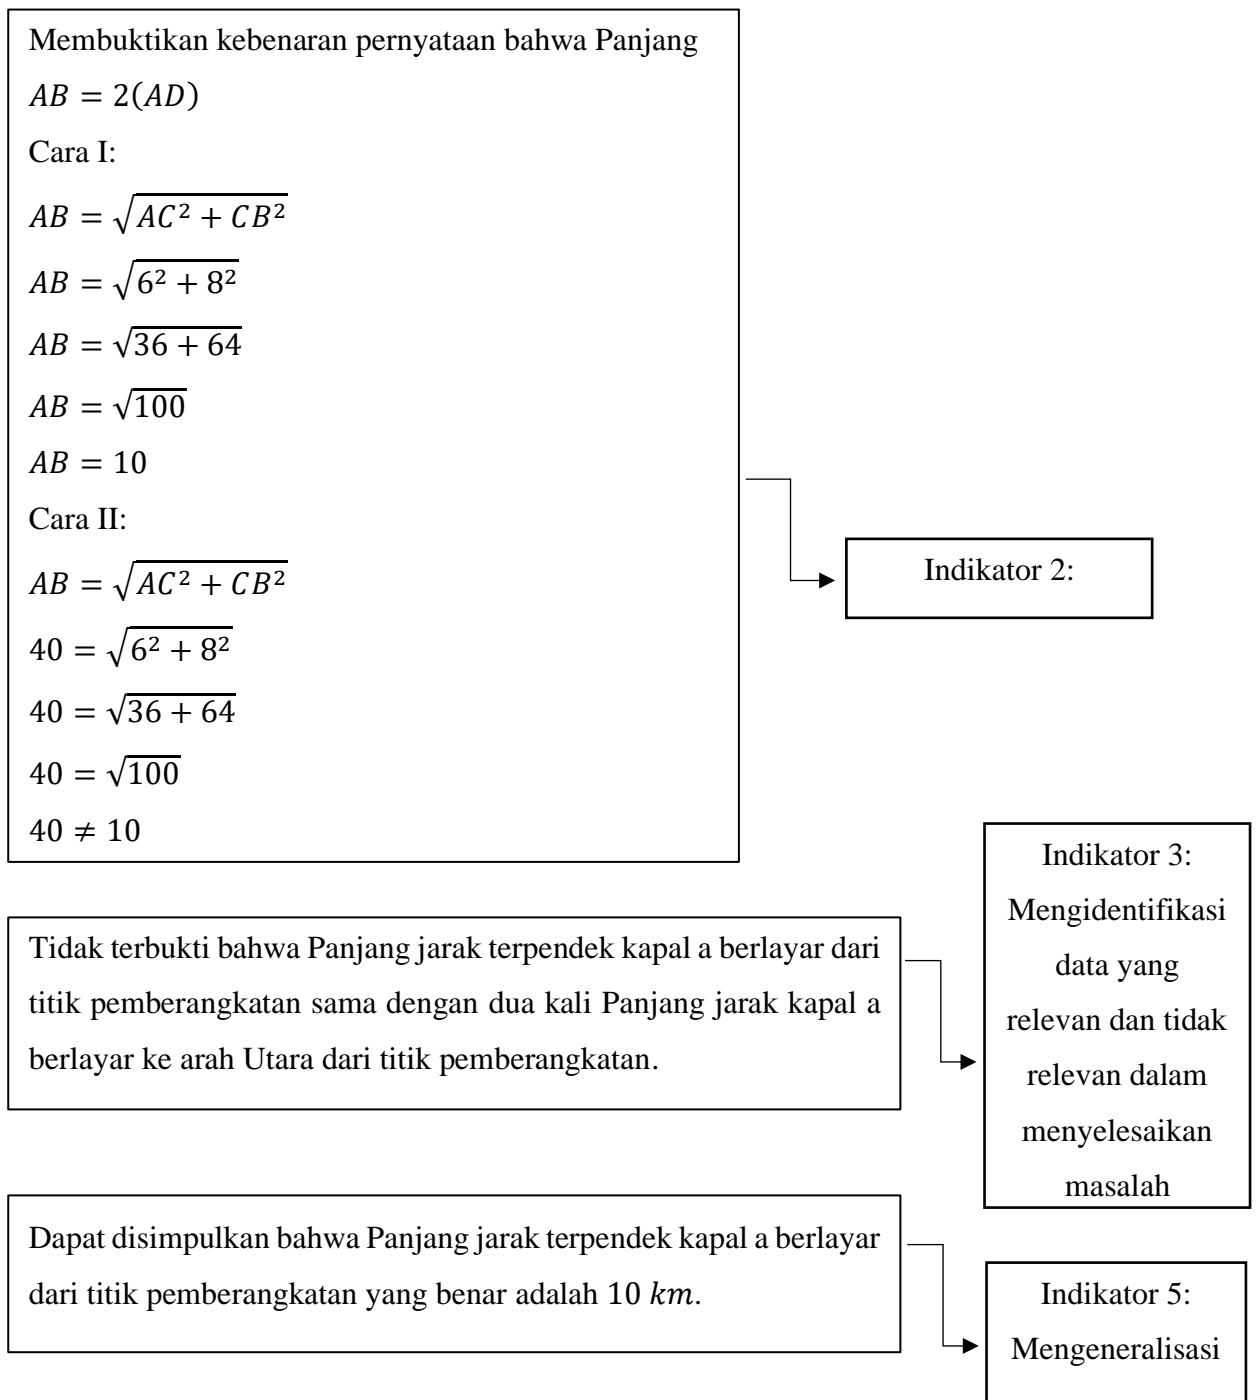 Membuktikan kebenaran pernyataan bahwa Panjang
𝐴𝐵 = 2(𝐴𝐷)
Cara I:
𝐴𝐵 = √𝐴𝐶² + 𝐶𝐵²
𝐴𝐵 = √6² + 8²
𝐴𝐵 = √36 + 64
𝐴𝐵 = √100
𝐴𝐵 = 10
Cara II:
𝐴𝐵 = √𝐴𝐶² + 𝐶𝐵²
40 = √6² + 8²
40 = √36 + 64
40 = √100
40 ≠ 10
Indikator 2:
Tidak terbukti bahwa Panjang jarak terpendek kapal a berlayar dari
titik pemberangkatan sama dengan dua kali Panjang jarak kapal a
berlayar ke arah Utara dari titik pemberangkatan.
Indikator 3:
Mengidentifikasi
data yang
relevan dan tidak
relevan dalam
menyelesaikan
masalah
Dapat disimpulkan bahwa Panjang jarak terpendek kapal a berlayar
dari titik pemberangkatan yang benar adalah 10 𝑘𝑚.
Indikator 5:
Mengeneralisasi